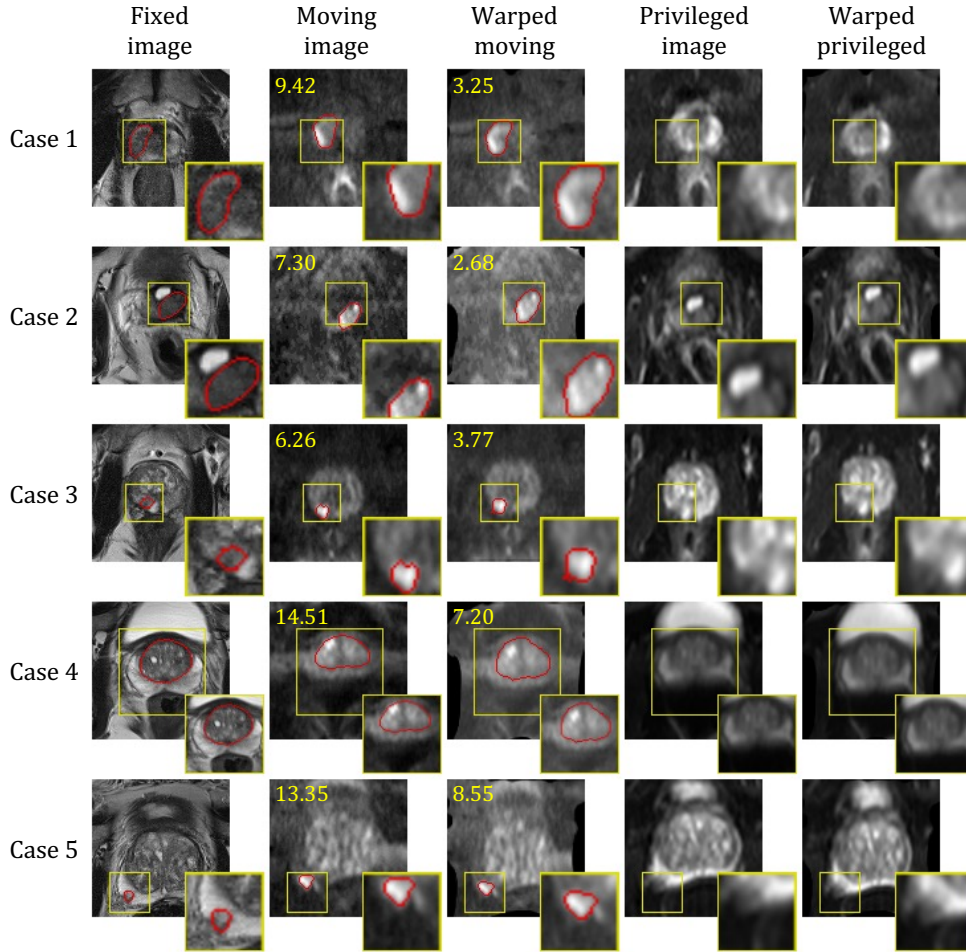 Fixed image
Moving image
Warped moving
Privileged image
Warped privileged
Case 1
9.42
3.25
Case 2
7.30
2.68
Case 3
6.26
3.77
Case 4
14.51
7.20
Case 5
13.35
8.55